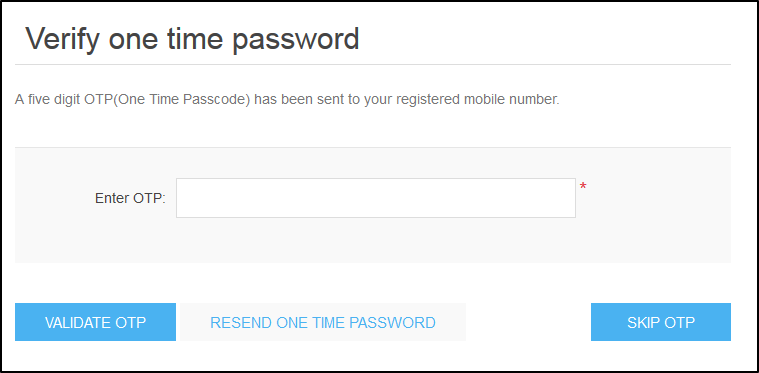 Verify one time password
A five digit OTP(One Time Passcode) has been sent to your registered mobile number.
Enter OTP: *
VALIDATE OTP RESEND ONE TIME PASSWORD SKIP OTP